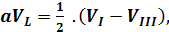 aV_L = 1/2 . (V_I − V_III),